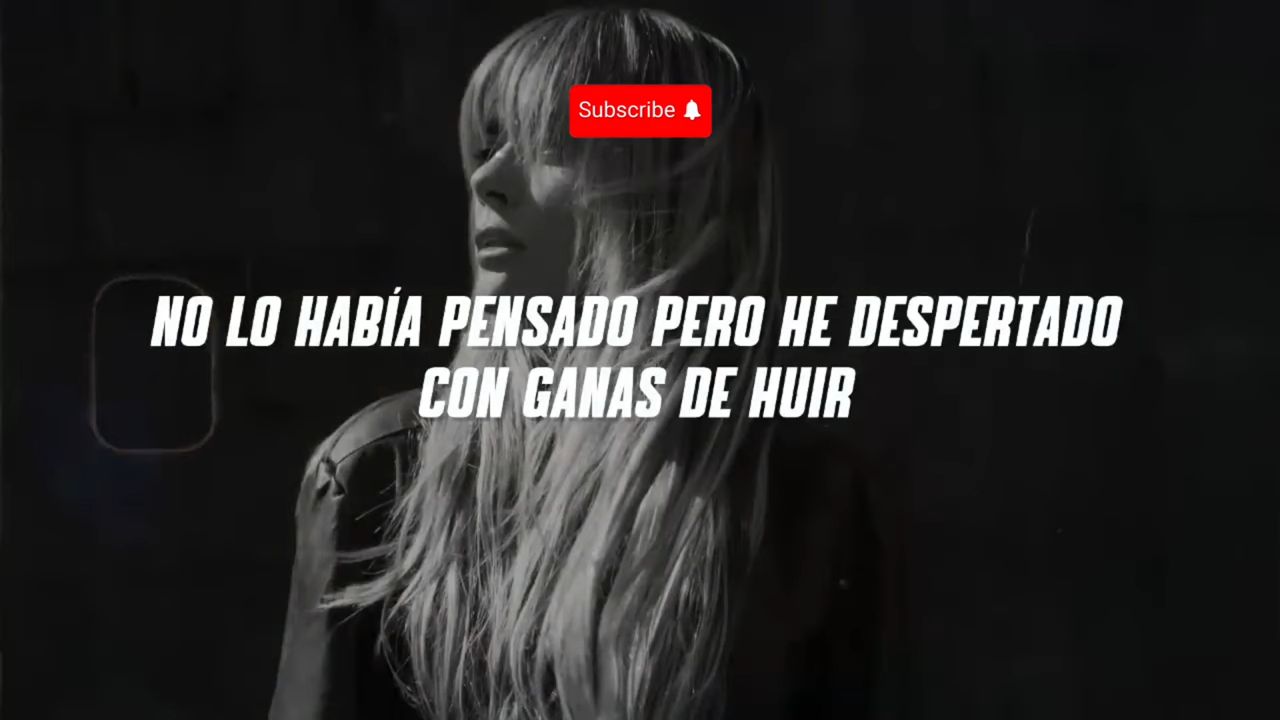 Subscribe
NO LO HABÍA PENSADO PERO HE DESPERTADO
CON GANAS DE HUIR